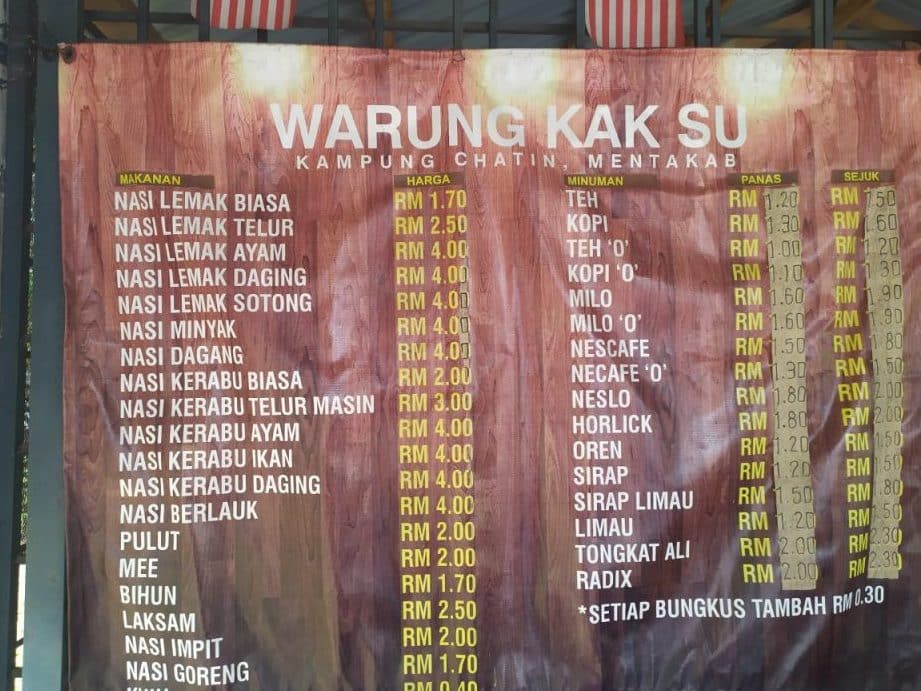 WARUNG KAK SU
KAMPUNG CHATIN, MENTAKAB
MAKANAN HARGA
NASI LEMAK BIASA RM 1.70
NASI LEMAK TELUR RM 2.50
NASI LEMAK AYAM RM 4.00
NASI LEMAK DAGING RM 4.00
NASI LEMAK SOTONG RM 4.00
NASI MINYAK RM 4.00
NASI DAGANG RM 4.00
NASI KERABU BIASA RM 2.00
NASI KERABU TELUR MASIN RM 3.00
NASI KERABU AYAM RM 4.00
NASI KERABU IKAN RM 4.00
NASI KERABU DAGING RM 4.00
NASI BERLAUK RM 4.00
PULUT RM 2.00
MEE RM 2.00
BIHUN RM 1.70
LAKSAM RM 2.50
NASI IMPIT RM 2.00
NASI GORENG RM 1.70
RM 0.40
MINUMAN PANAS SEJUK
TEH RM 1.20 RM 1.50
KOPI RM 1.30 RM 1.60
TEH 'O' RM 1.00 RM 1.20
KOPI 'O' RM 1.10 RM 1.30
MILO RM 1.60 RM 1.90
MILO 'O' RM 1.60 RM 1.90
NESCAFE RM 1.50 RM 1.80
NECAFE 'O' RM 1.30 RM 1.50
NESLO RM 1.80 RM 2.00
HORLICK RM 1.80 RM 2.00
OREN RM 1.20 RM 1.50
SIRAP RM 1.20 RM 1.50
SIRAP LIMAU RM 1.50 RM 1.80
LIMAU RM 1.20 RM 1.50
TONGKAT ALI RM 2.00 RM 2.30
RADIX RM 2.00 RM 2.30
*SETIAP BUNGKUS TAMBAH RM 0.30